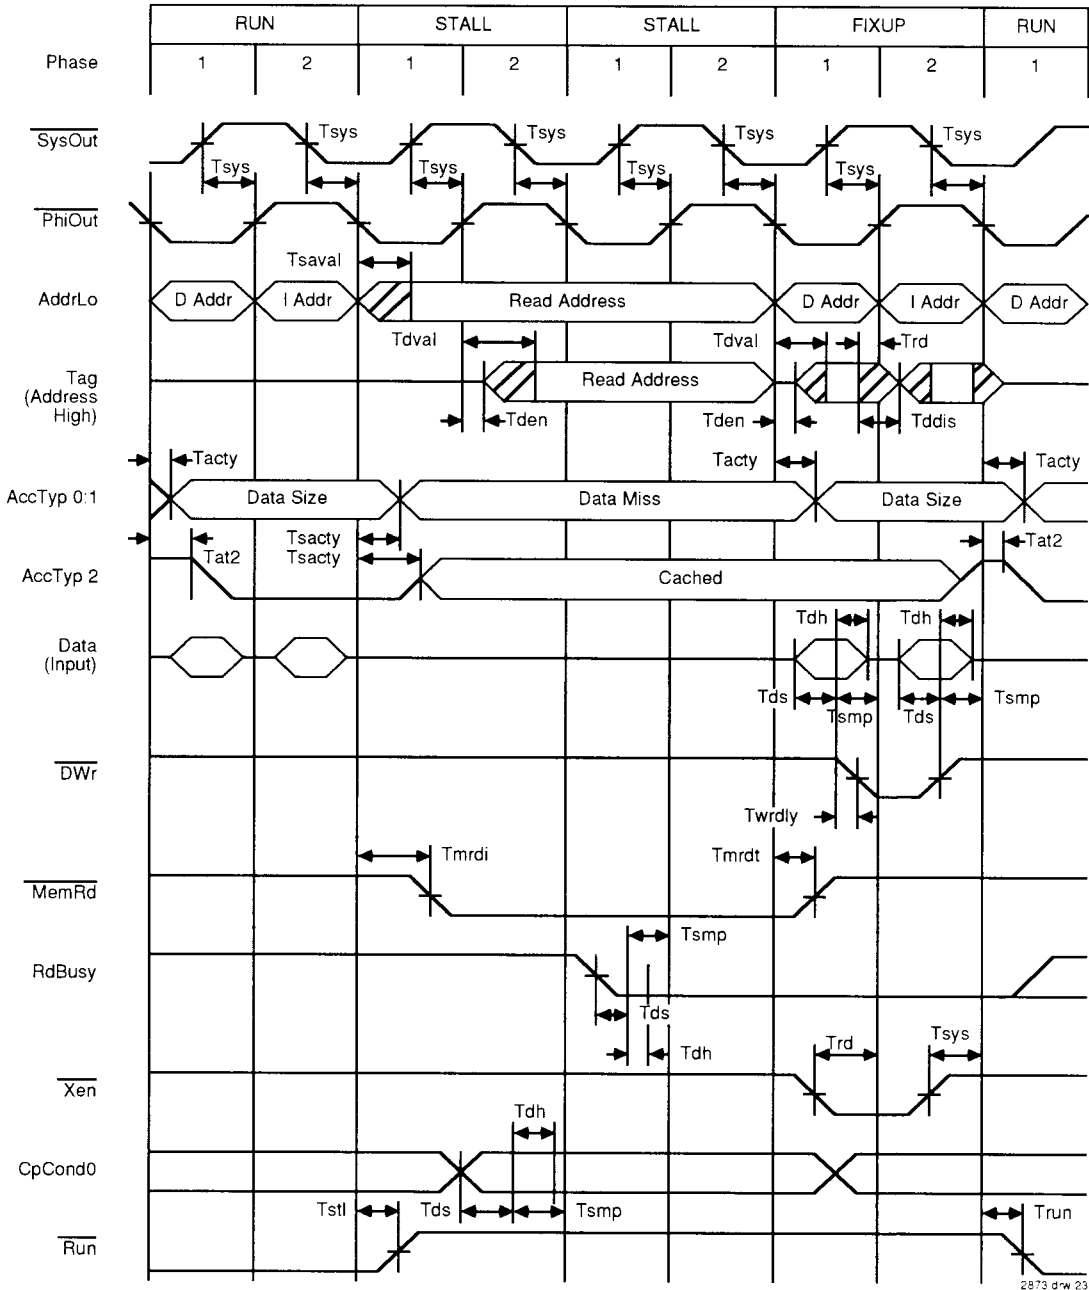 RUN STALL STALL FIXUP RUN
Phase 1 2 1 2 1 2 1 2 1
SysOut Tsys Tsys Tsys Tsys
Tsys Tsys Tsys Tsys
PhiOut
Tsaval
AddrLo D Addr I Addr Read Address D Addr I Addr D Addr
Tdval Tdval Trd
Tag
(Address
High)
Read Address
Tden Tden Tddis
Tacty Tacty Tacty
AccTyp 0:1 Data Size Data Miss Data Size
Tsacty
Tat2 Tsacty Tat2
AccTyp 2 Cached
Tdh Tdh
Data
(Input)
Tds Tsmp Tds Tsmp
DWr
Twrdly
Tmrdi Tmrdt
MemRd
Tsmp
RdBusy
Tds
Tdh
Trd Tsys
Xen
Tdh
CpCond0
Tstl Tds Tsmp Trun
Run
2873 drw 23